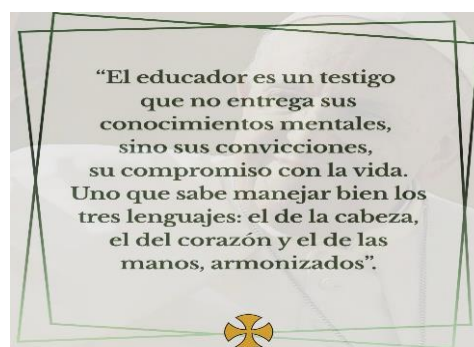 “El educador es un testigo
que no entrega sus
conocimientos mentales,
sino sus convicciones,
su compromiso con la vida.
Uno que sabe manejar bien los
tres lenguajes: el de la cabeza,
el del corazón y el de las
manos, armonizados”.